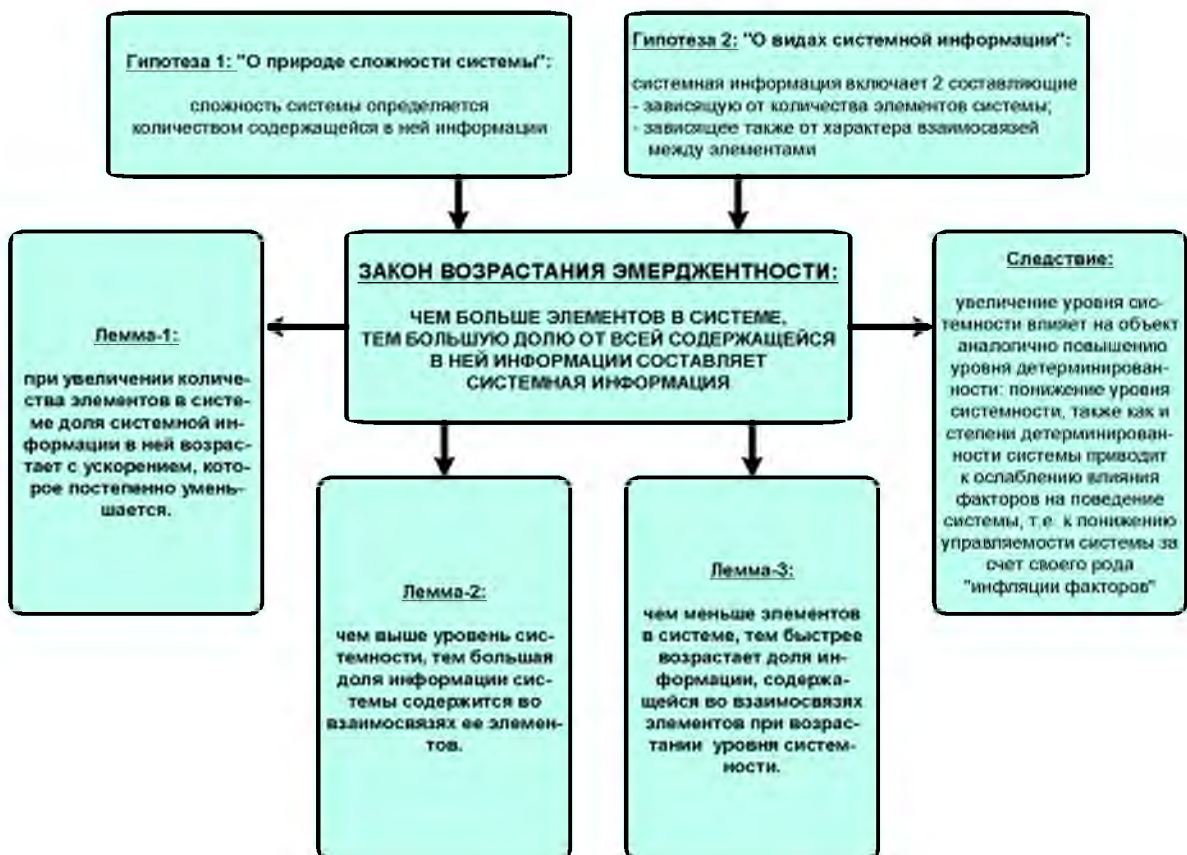 Гипотеза 1: "О природе сложности системы":
сложность системы определяется
количеством содержащейся в ней информации
Гипотеза 2: "О видах системной информации":
системная информация включает 2 составляющие
- зависящую от количества элементов системы;
- зависящее также от характера взаимосвязей
между элементами
ЗАКОН ВОЗРАСТАНИЯ ЭМЕРДЖЕНТНОСТИ:
ЧЕМ БОЛЬШЕ ЭЛЕМЕНТОВ В СИСТЕМЕ,
ТЕМ БОЛЬШУЮ ДОЛЮ ОТ ВСЕЙ СОДЕРЖАЩЕЙСЯ
В НЕЙ ИНФОРМАЦИИ СОСТАВЛЯЕТ
СИСТЕМНАЯ ИНФОРМАЦИЯ
Лемма-1:
при увеличении количе-
ства элементов в систе-
ме доля системной ин-
формации в ней возрас-
тает с ускорением, кото-
рое постепенно умень-
шается.
Лемма-2:
чем выше уровень сис-
темности, тем большая
доля информации сис-
темы содержится во
взаимосвязях ее элемен-
тов.
Лемма-3:
чем меньше элементов
в системе, тем быстрее
возрастает доля ин-
формации, содержа-
щейся во взаимосвязях
элементов при возрас-
тании уровня систем-
ности.
Следствие:
увеличение уровня сис-
темности влияет на объект
аналогично повышению
уровня детерминирован-
ности: понижение уровня
системности, также как и
степени детерминирован-
ности системы приводит
к ослаблению влияния
факторов на поведение
системы, т.е. к понижению
управляемости системы за
счет своего рода
"инфляции факторов"